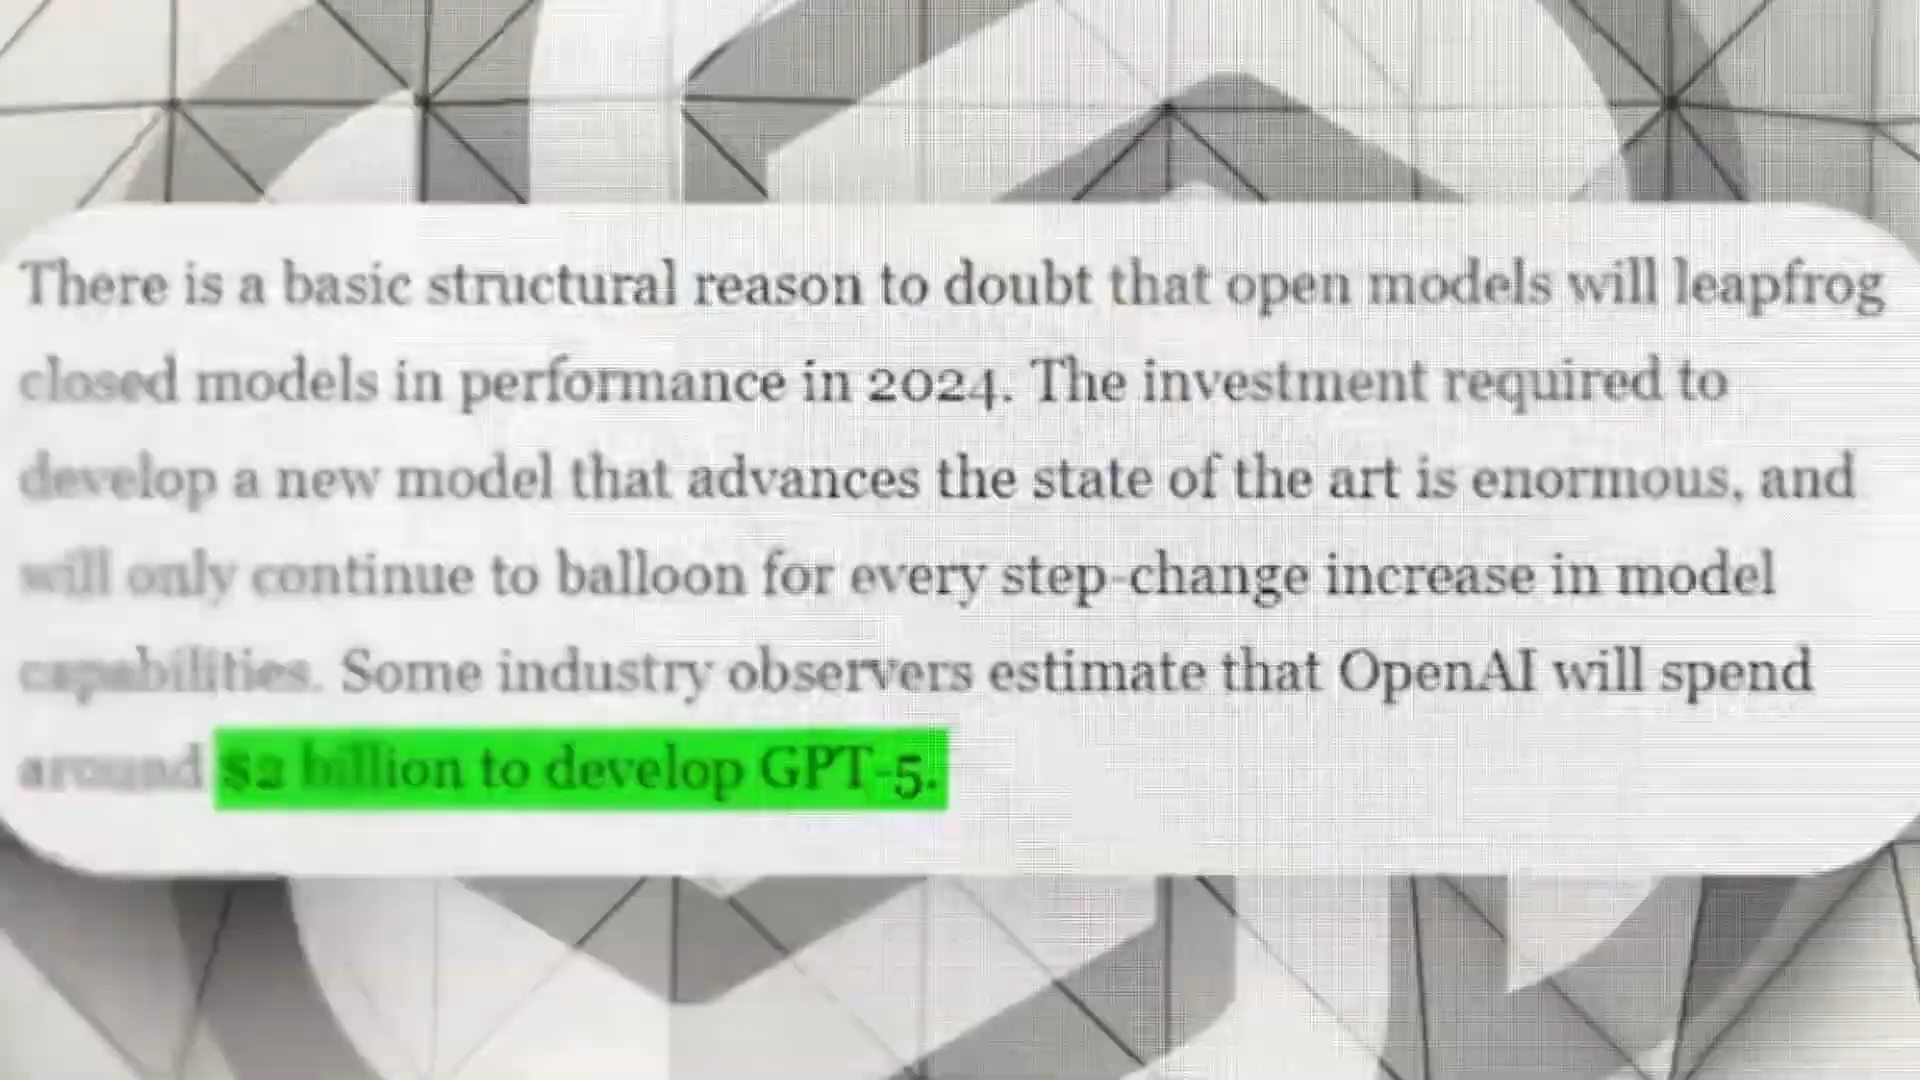 There is a basic structural reason to doubt that open models will leapfrog
closed models in performance in 2024. The investment required to
develop a new model that advances the state of the art is enormous, and
will only continue to balloon for every step-change increase in model
capabilities. Some industry observers estimate that OpenAI will spend
around $2 billion to develop GPT-5.